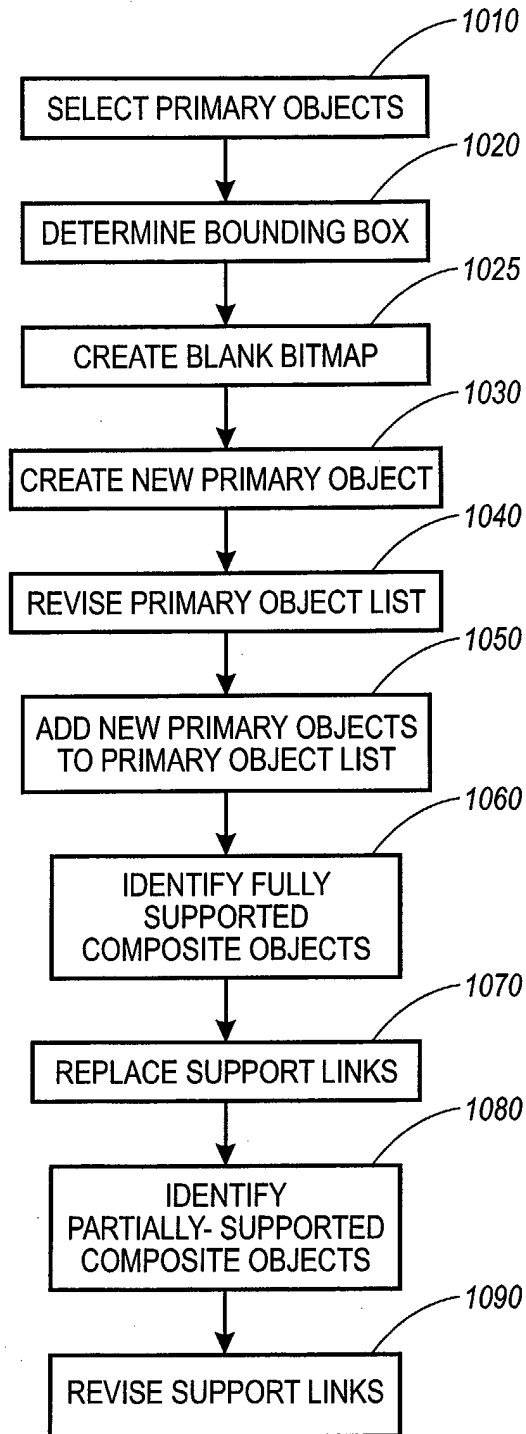 1010
SELECT PRIMARY OBJECTS
1020
DETERMINE BOUNDING BOX
1025
CREATE BLANK BITMAP
1030
CREATE NEW PRIMARY OBJECT
1040
REVISE PRIMARY OBJECT LIST
1050
ADD NEW PRIMARY OBJECTS
TO PRIMARY OBJECT LIST
1060
IDENTIFY FULLY
SUPPORTED
COMPOSITE OBJECTS
1070
REPLACE SUPPORT LINKS
1080
IDENTIFY
PARTIALLY- SUPPORTED
COMPOSITE OBJECTS
1090
REVISE SUPPORT LINKS